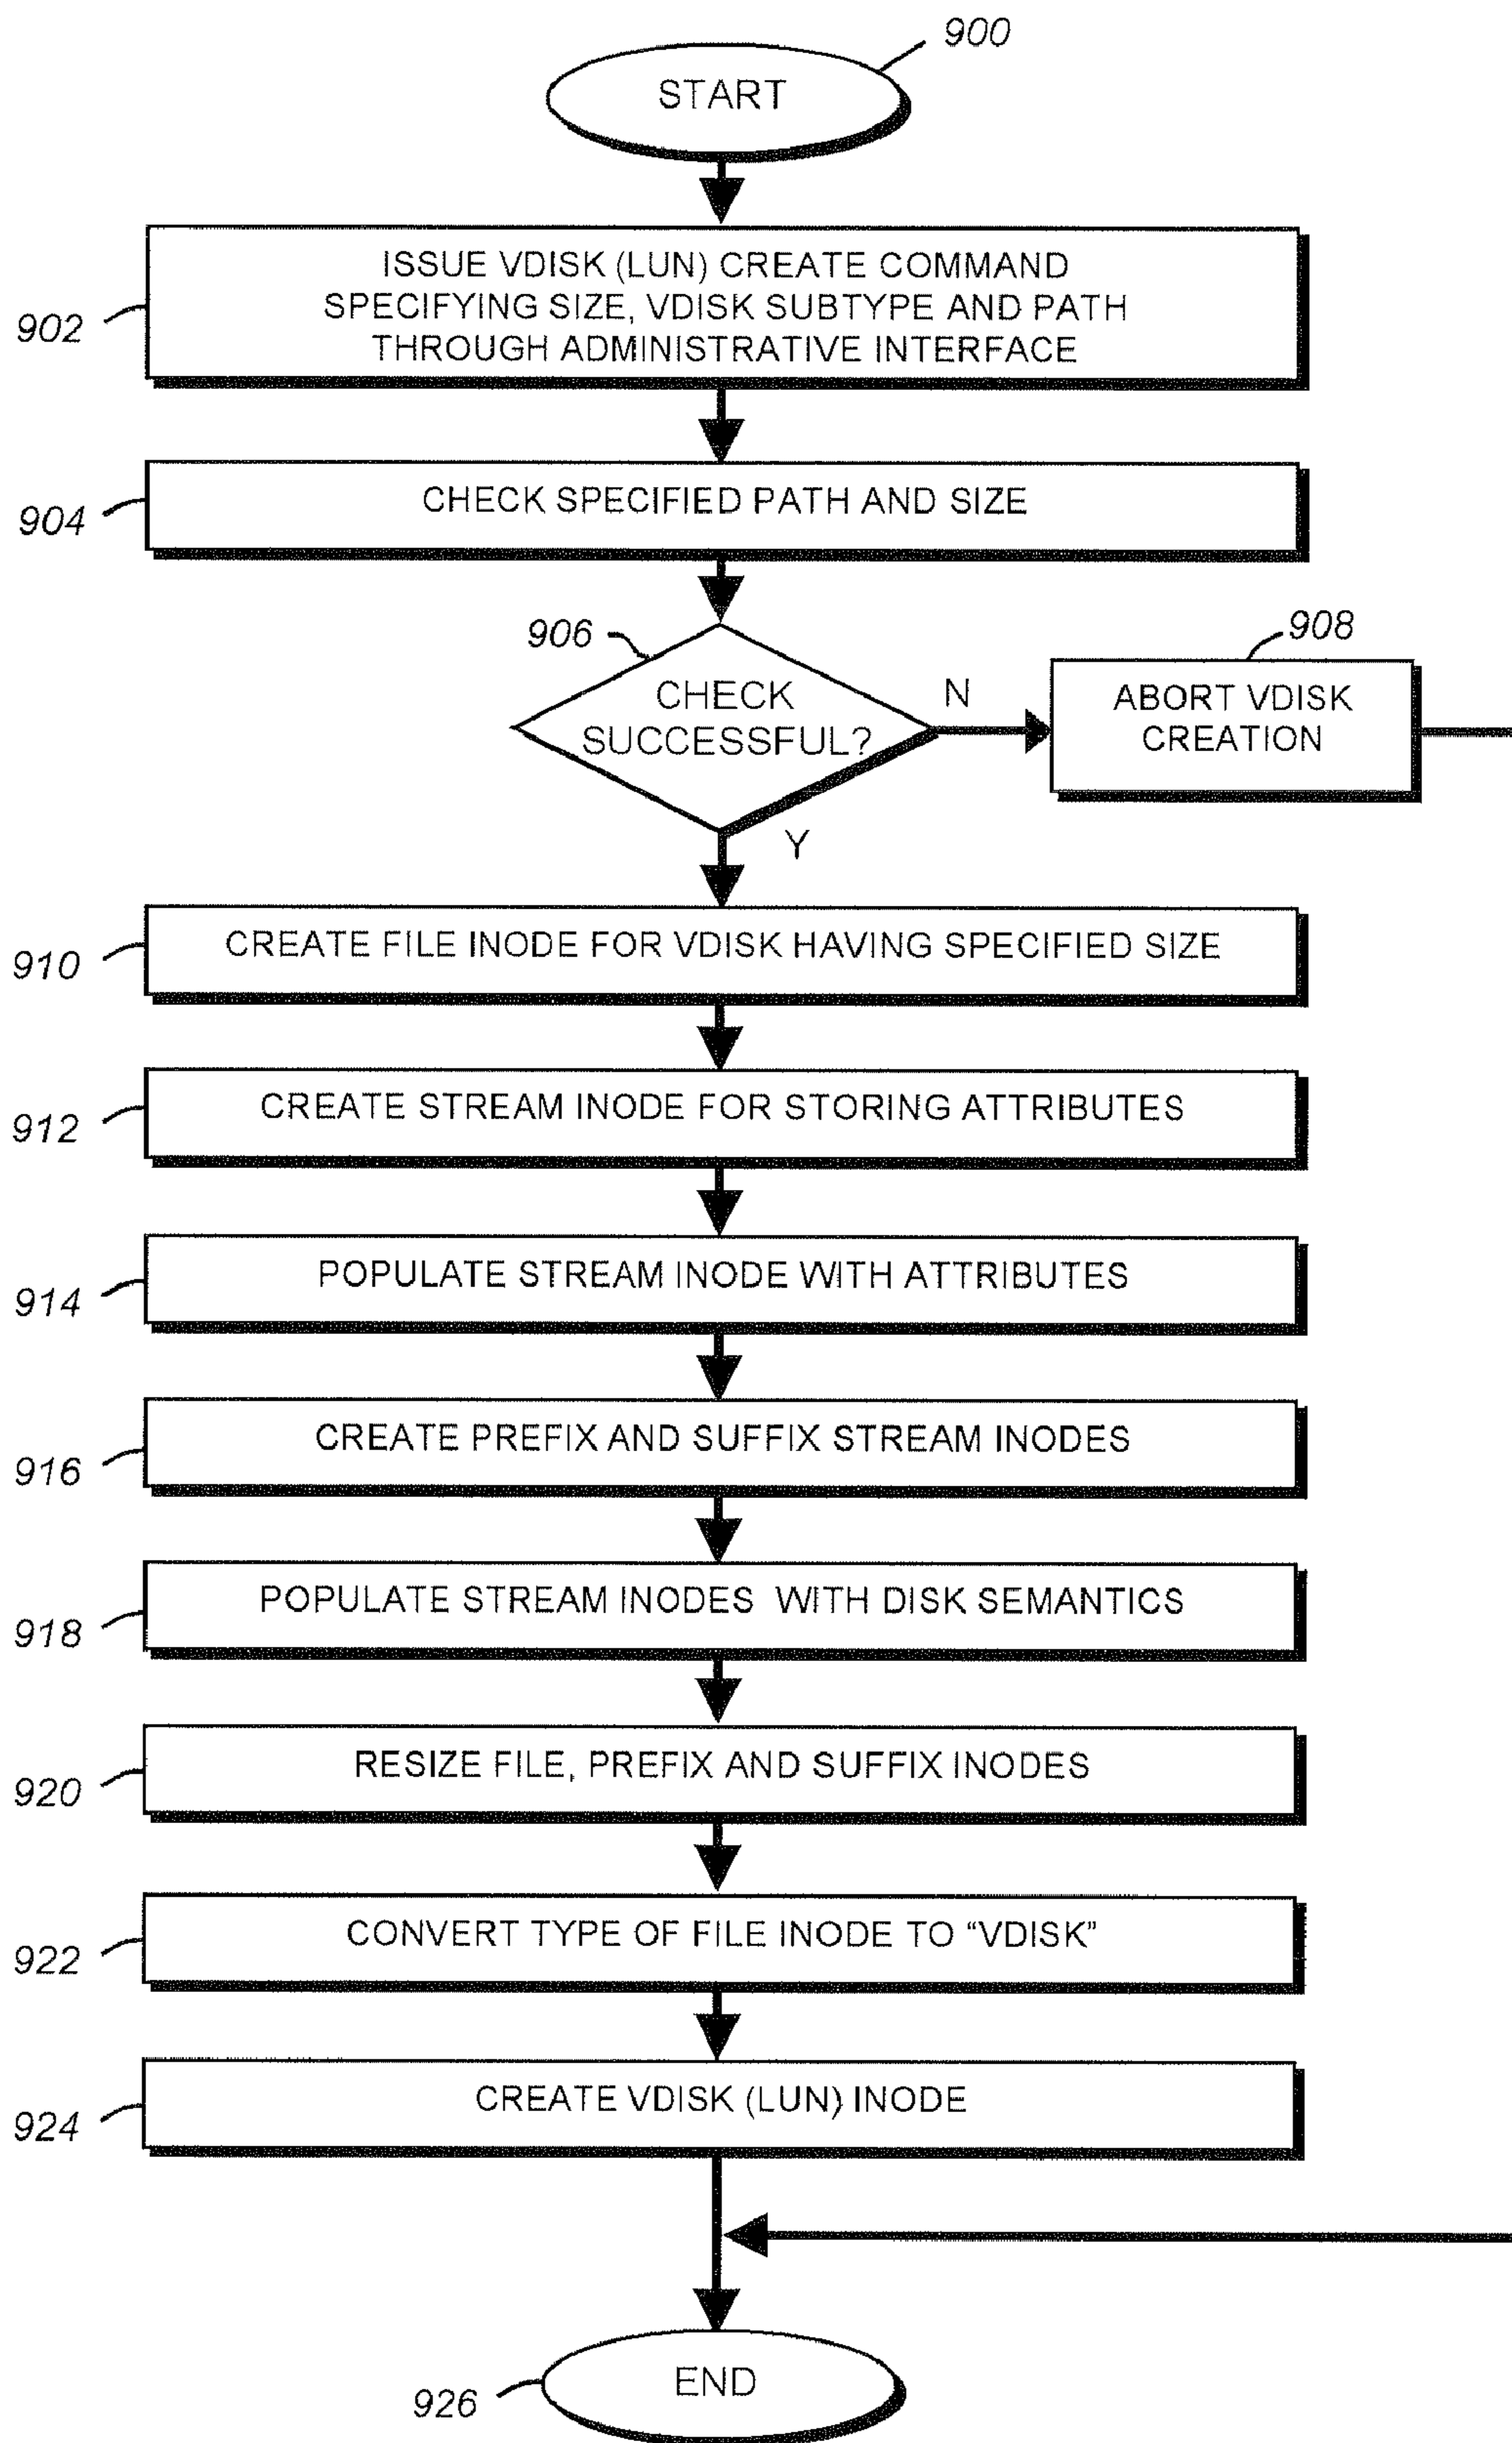 900
START
902
ISSUE VDISK (LUN) CREATE COMMAND
SPECIFYING SIZE, VDISK SUBTYPE AND PATH
THROUGH ADMINISTRATIVE INTERFACE
904
CHECK SPECIFIED PATH AND SIZE
906
CHECK
SUCCESSFUL?
N
908
ABORT VDISK
CREATION
Y
910
CREATE FILE INODE FOR VDISK HAVING SPECIFIED SIZE
912
CREATE STREAM INODE FOR STORING ATTRIBUTES
914
POPULATE STREAM INODE WITH ATTRIBUTES
916
CREATE PREFIX AND SUFFIX STREAM INODES
918
POPULATE STREAM INODES WITH DISK SEMANTICS
920
RESIZE FILE, PREFIX AND SUFFIX INODES
922
CONVERT TYPE OF FILE INODE TO “VDISK”
924
CREATE VDISK (LUN) INODE
926
END